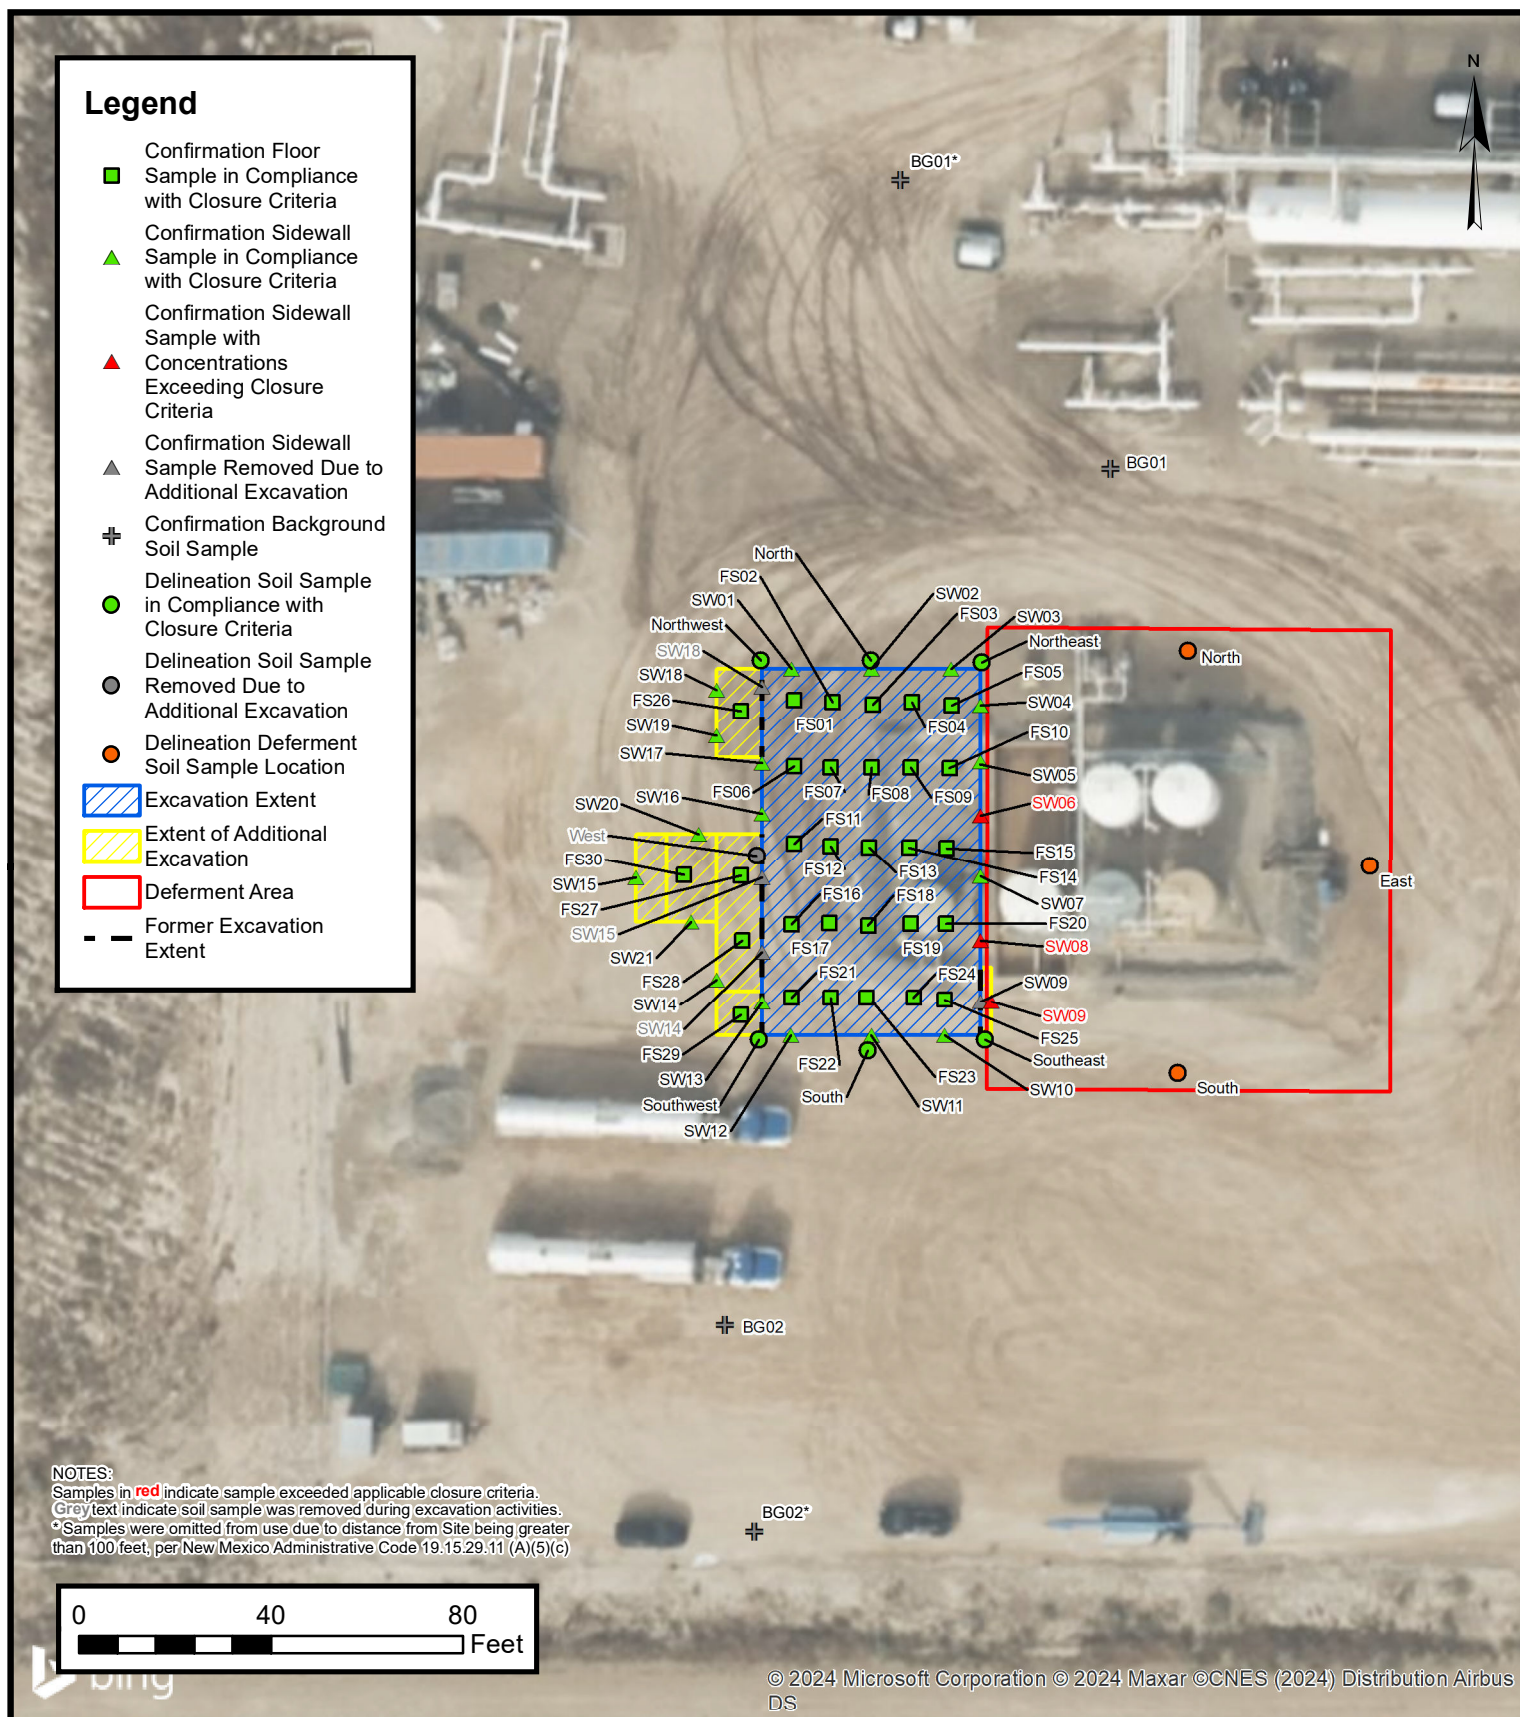 Legend
Confirmation Floor
Sample in Compliance
with Closure Criteria
Confirmation Sidewall
Sample in Compliance
with Closure Criteria
Confirmation Sidewall
Sample with
Concentrations
Exceeding Closure
Criteria
Confirmation Sidewall
Sample Removed Due to
Additional Excavation
Confirmation Background
Soil Sample
Delineation Soil Sample
in Compliance with
Closure Criteria
Delineation Soil Sample
Removed Due to
Additional Excavation
Delineation Deferment
Soil Sample Location
Excavation Extent
Extent of Additional
Excavation
Deferment Area
Former Excavation
Extent
N
BG01*
BG01
North
FS02
SW01
Northwest
SW18
SW18
FS26
SW19
SW17
SW02
FS03
SW03
Northeast
FS05
SW04
FS10
SW05
SW06
North
East
South
FS01
FS04
FS06
FS07
FS08
FS09
SW20
SW16
West
FS30
SW15
FS27
SW15
SW21
FS28
SW14
SW14
FS29
SW13
Southwest
SW12
FS11
FS12
FS13
FS15
FS14
SW07
FS16
FS18
FS20
FS17
FS19
SW08
FS21
FS24
SW09
SW09
FS25
Southeast
FS22
FS23
SW10
South
SW11
BG02
BG02*
NOTES:
Samples in red indicate sample exceeded applicable closure criteria.
Grey text indicate soil sample was removed during excavation activities.
* Samples were omitted from use due to distance from Site being greater
than 100 feet, per New Mexico Administrative Code 19.15.29.11 (A)(5)(c)
0 40 80
Feet
bing
© 2024 Microsoft Corporation © 2024 Maxar ©CNES (2024) Distribution Airbus
DS